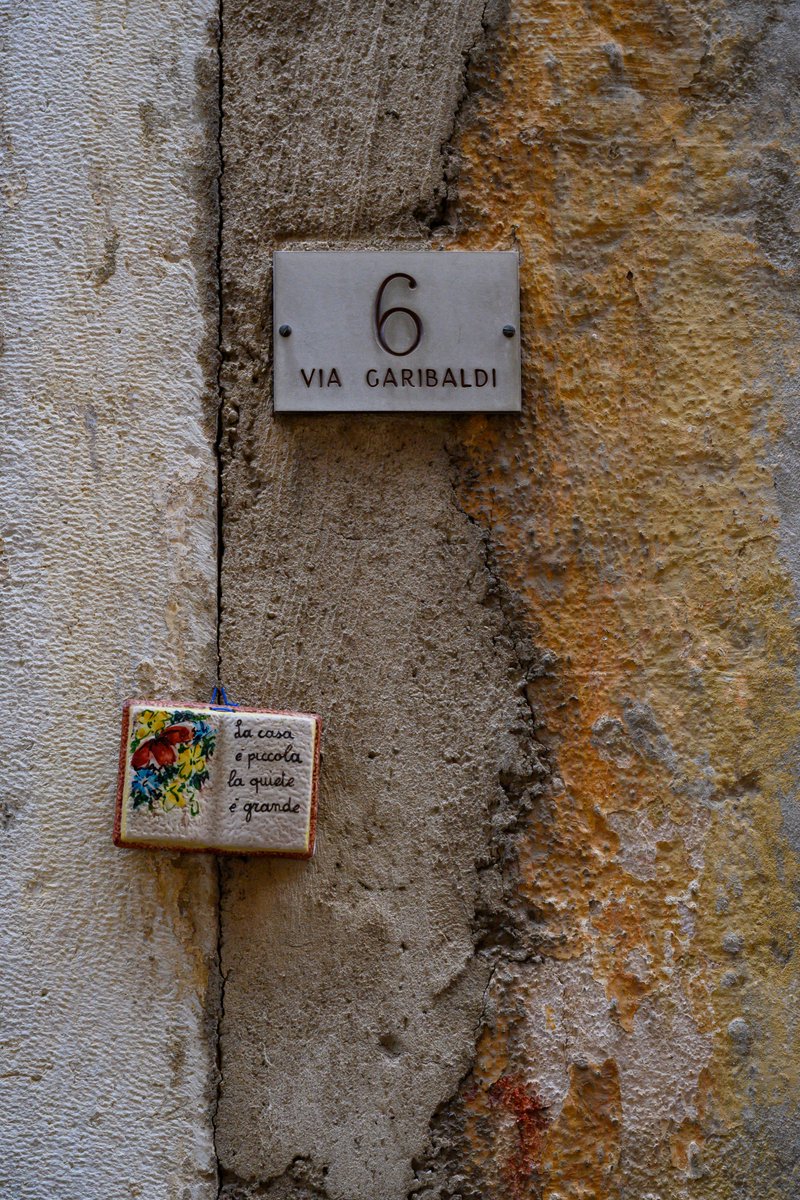 6
VIA GARIBALDI
La casa
é piccola
la quiete
é grande